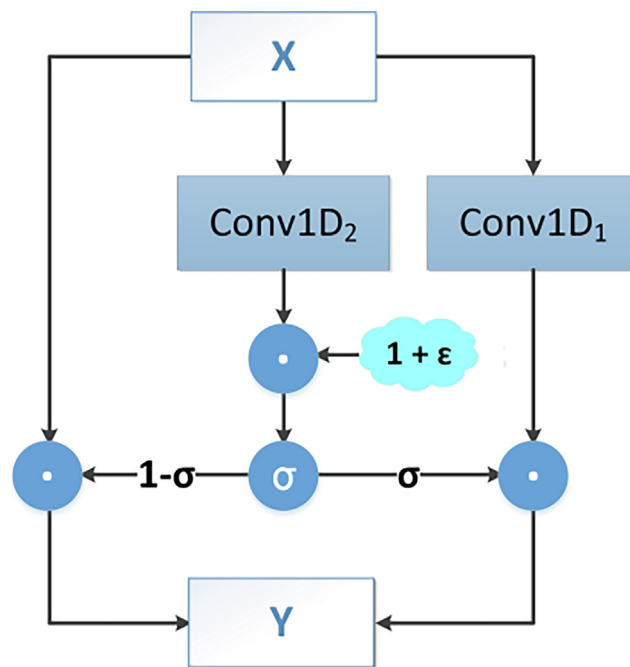 X
Conv1D₂
Conv1D₁
·
1 + ε
·
1-σ
σ
σ
·
Y